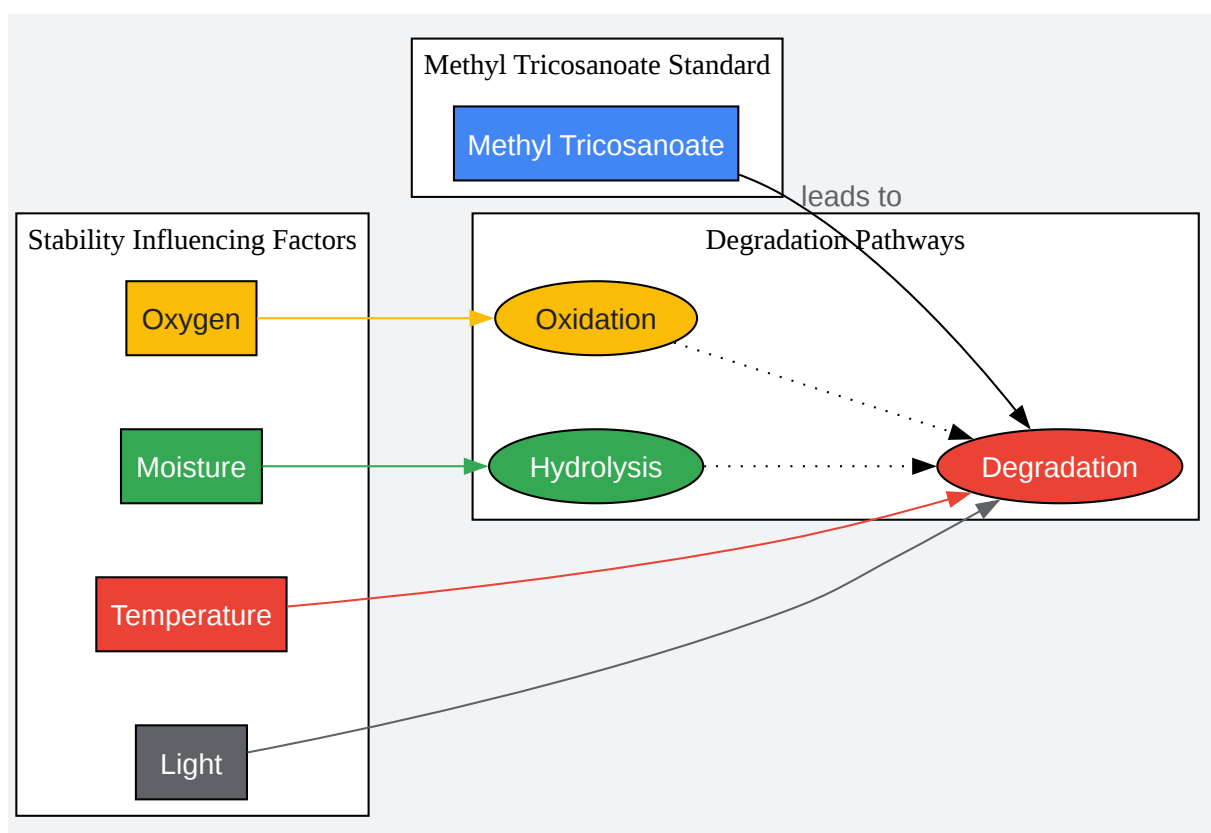 Methyl Tricosanoate Standard
Methyl Tricosanoate
leads to
Stability Influencing Factors
Degradation Pathways
Oxygen
Oxidation
Moisture
Hydrolysis
Degradation
Temperature
Light